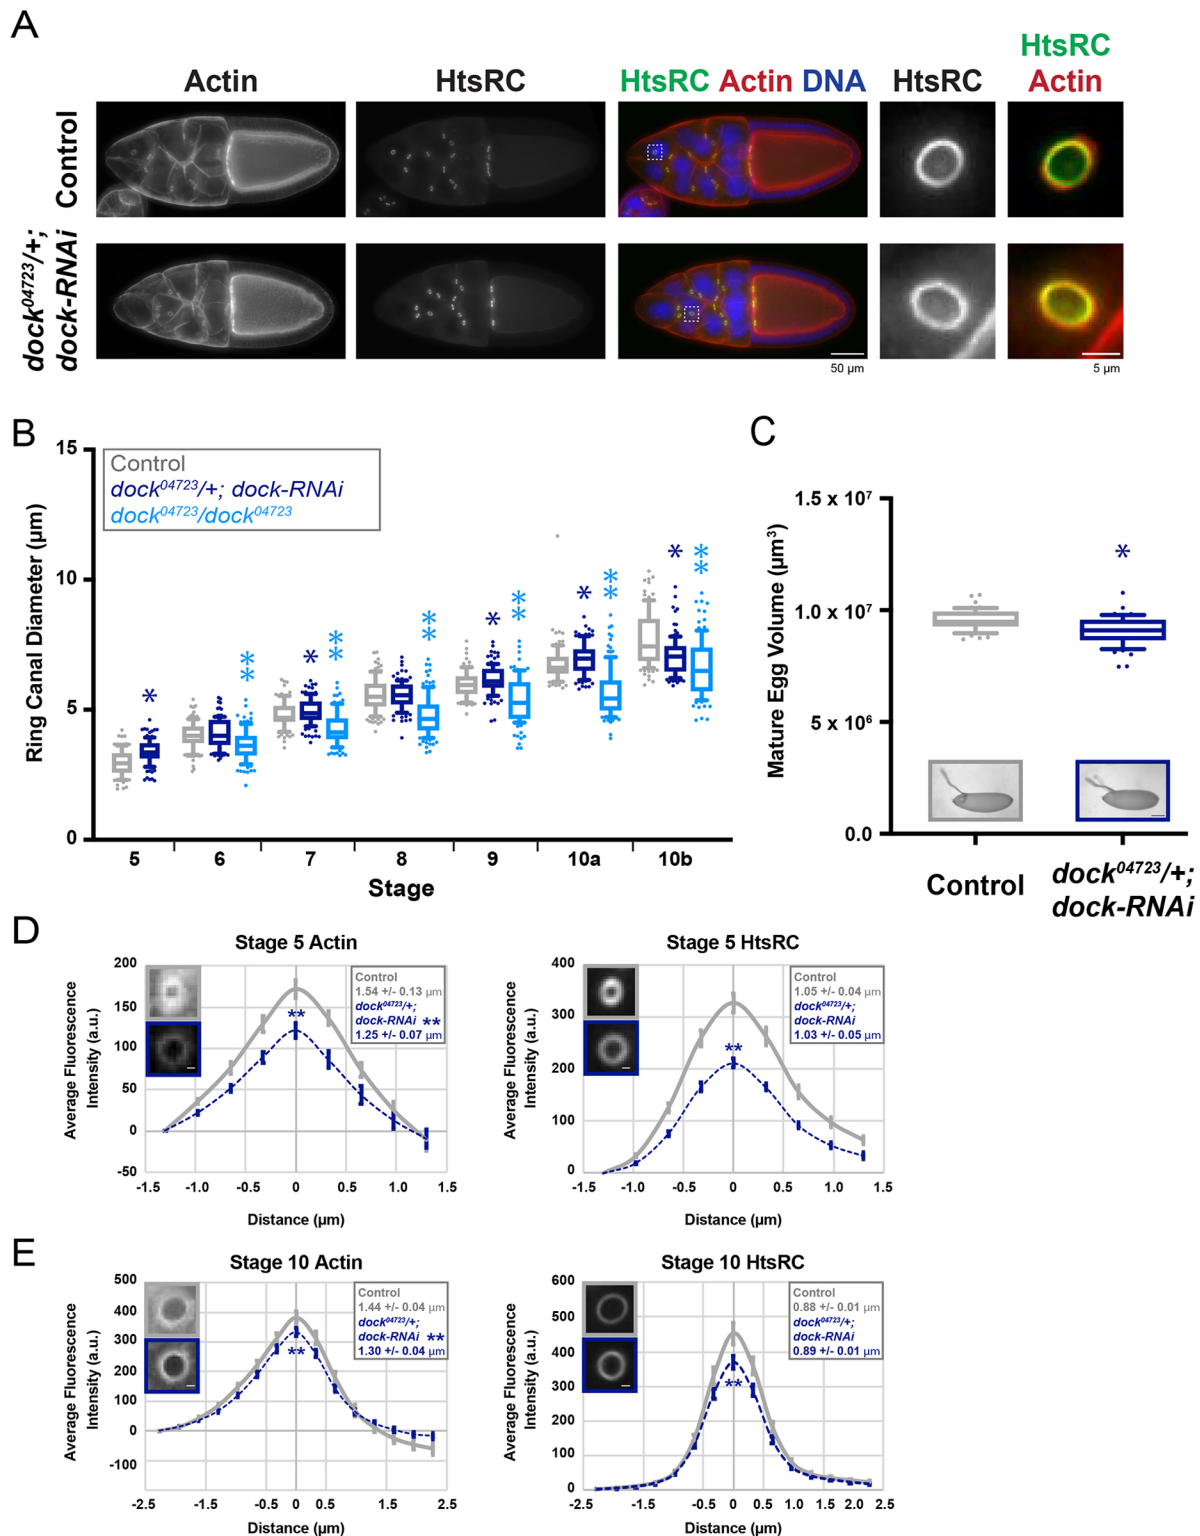 A
Actin
HtsRC
HtsRC Actin DNA
HtsRC
HtsRC
Actin
Control
dock⁰⁴⁷²³/+;
dock-RNAi
50 µm
5 µm
B
15
10
5
0
Ring Canal Diameter (µm)
Control
dock⁰⁴⁷²³/+; dock-RNAi
dock⁰⁴⁷²³/dock⁰⁴⁷²³
*
**
*
**
**
*
**
*
**
*
**
5 6 7 8 9 10a 10b
Stage
C
1.5 x 10⁷
1.0 x 10⁷
5 x 10⁶
0.0
Mature Egg Volume (µm³)
*
Control
dock⁰⁴⁷²³/+;
dock-RNAi
D
Stage 5 Actin
200
150
100
50
0
-50
Average Fluorescence
Intensity (a.u.)
Control
1.54 +/- 0.13 µm
dock⁰⁴⁷²³/+;
dock-RNAi **
1.25 +/- 0.07 µm
**
-1.5 -1.0 -0.5 0 0.5 1.0 1.5
Distance (µm)
Stage 5 HtsRC
400
300
200
100
0
Average Fluorescence
Intensity (a.u.)
Control
1.05 +/- 0.04 µm
dock⁰⁴⁷²³/+;
dock-RNAi
1.03 +/- 0.05 µm
**
-1.5 -1.0 -0.5 0 0.5 1.0 1.5
Distance (µm)
E
Stage 10 Actin
500
400
300
200
100
0
-100
Average Fluorescence
Intensity (a.u.)
Control
1.44 +/- 0.04 µm
dock⁰⁴⁷²³/+;
dock-RNAi **
1.30 +/- 0.04 µm
**
-2.5 -1.5 -0.5 0 0.5 1.5 2.5
Distance (µm)
Stage 10 HtsRC
600
500
400
300
200
100
0
Average Fluorescence
Intensity (a.u.)
Control
0.88 +/- 0.01 µm
dock⁰⁴⁷²³/+;
dock-RNAi
0.89 +/- 0.01 µm
**
-2.5 -1.5 -0.5 0 0.5 1.0 1.5 2.0 2.5
Distance (µm)